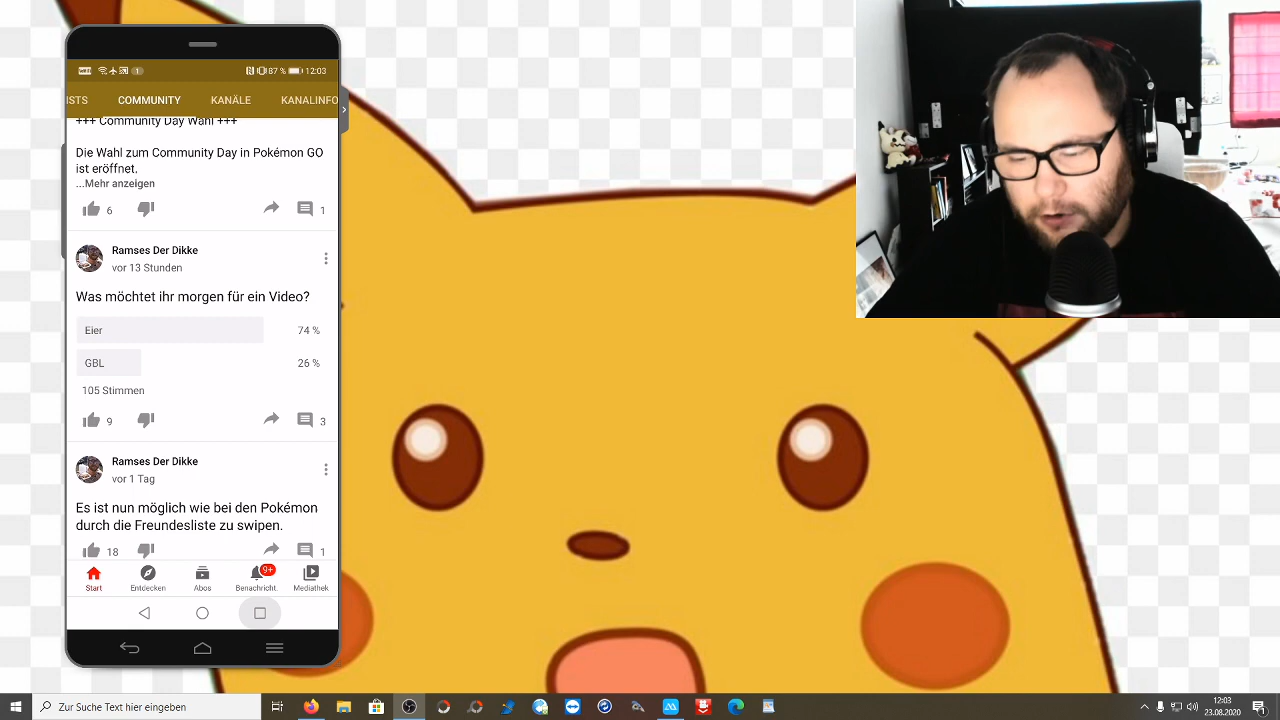 87 % 12:03
ISTS COMMUNITY KANÄLE KANALINFO
+++ Community Day Wahl +++
Die Wahl zum Community Day in Pokémon GO
ist eröffnet.
...Mehr anzeigen
6 1
Ramses Der Dikke
vor 13 Stunden
Was möchtet ihr morgen für ein Video?
Eier 74 %
GBL 26 %
105 Stimmen
9 3
Ramses Der Dikke
vor 1 Tag
Es ist nun möglich wie bei den Pokémon
durch die Freundesliste zu swipen.
18 1
9+
Start Entdecken Abos Benachricht. Mediathek
Zur Suche Text hier eingeben
12:03
23.08.2020